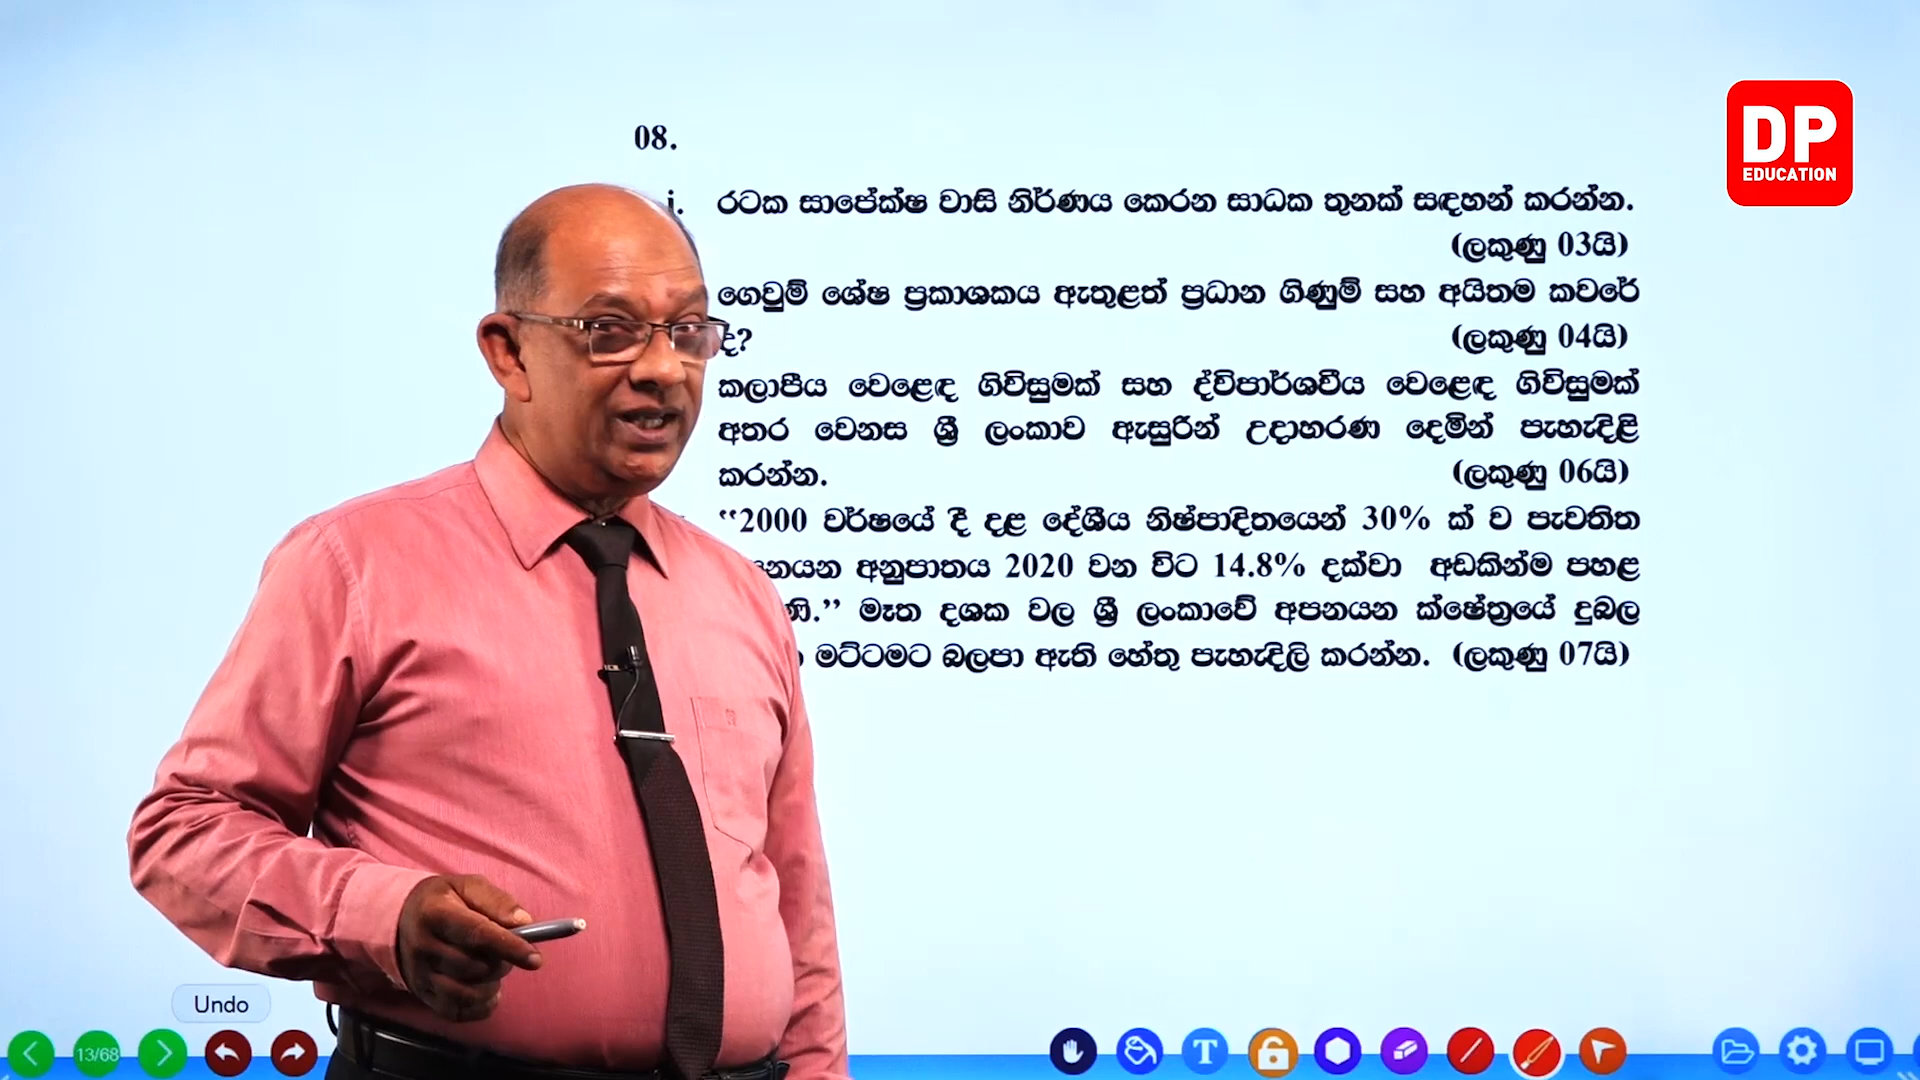 DP
EDUCATION
08.
i. රටක සාපේක්ෂ වාසි නිර්ණය කෙරන සාධක තුනක් සඳහන් කරන්න.
(ලකුණු 03යි)
ගෙවුම් ශේෂ ප්‍රකාශකය ඇතුළත් ප්‍රධාන ගිණුම් සහ අයිතම කවරේ
ද? (ලකුණු 04යි)
කලාපීය වෙළෙඳ ගිවිසුමක් සහ ද්විපාර්ශවීය වෙළෙඳ ගිවිසුමක්
අතර වෙනස ශ්‍රී ලංකාව ඇසුරින් උදාහරණ දෙමින් පැහැදිළි
කරන්න. (ලකුණු 06යි)
“2000 වර්ෂයේ දී දළ දේශීය නිෂ්පාදිතයෙන් 30% ක් ව පැවතිත
අනුපාතය 2020 වන විට 14.8% දක්වා අඩකින්ම පහළ
මෑත දශක වල ශ්‍රී ලංකාවේ අපනයන ක්ෂේත්‍රයේ දුබල
මට්ටමට බලපා ඇති හේතු පැහැදිලි කරන්න. (ලකුණු 07යි)
Undo
13/68
T